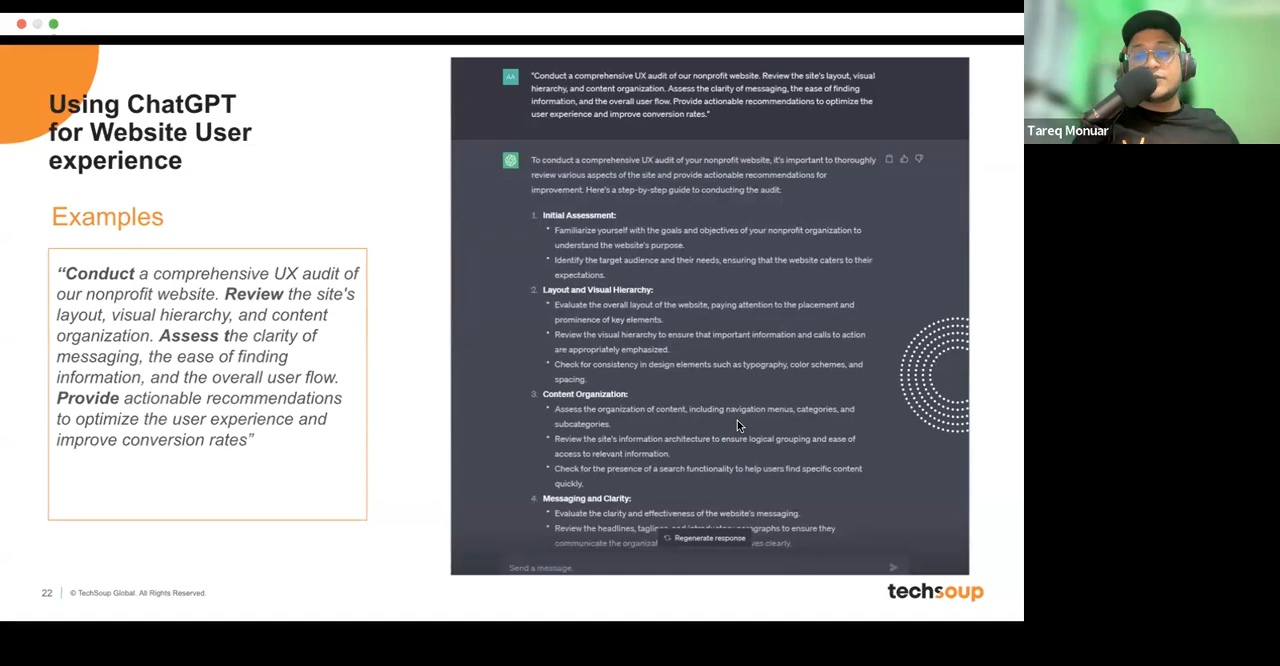 Using ChatGPT
for Website User
experience
Examples
“Conduct a comprehensive UX audit of
our nonprofit website. Review the site's
layout, visual hierarchy, and content
organization. Assess the clarity of
messaging, the ease of finding
information, and the overall user flow.
Provide actionable recommendations
to optimize the user experience and
improve conversion rates”
AA
"Conduct a comprehensive UX audit of our nonprofit website. Review the site's layout, visual
hierarchy, and content organization. Assess the clarity of messaging, the ease of finding
information, and the overall user flow. Provide actionable recommendations to optimize the
user experience and improve conversion rates."
To conduct a comprehensive UX audit of your nonprofit website, it's important to thoroughly
review various aspects of the site and provide actionable recommendations for
improvement. Here's a step-by-step guide to conducting the audit:
1. Initial Assessment:
• Familiarize yourself with the goals and objectives of your nonprofit organization to
understand the website's purpose.
• Identify the target audience and their needs, ensuring that the website caters to their
expectations.
2. Layout and Visual Hierarchy:
• Evaluate the overall layout of the website, paying attention to the placement and
prominence of key elements.
• Review the visual hierarchy to ensure that important information and calls to action
are appropriately emphasized.
• Check for consistency in design elements such as typography, color schemes, and
spacing.
3. Content Organization:
• Assess the organization of content, including navigation menus, categories, and
subcategories.
• Review the site's information architecture to ensure logical grouping and ease of
access to relevant information.
• Check for the presence of a search functionality to help users find specific content
quickly.
4. Messaging and Clarity:
• Evaluate the clarity and effectiveness of the website's messaging.
• Review the headlines, paragraphs to ensure they
communicate the clearly.
Regenerate response
Send a message.
22 | © TechSoup Global. All Rights Reserved.
techsoup
Tareq Monuar